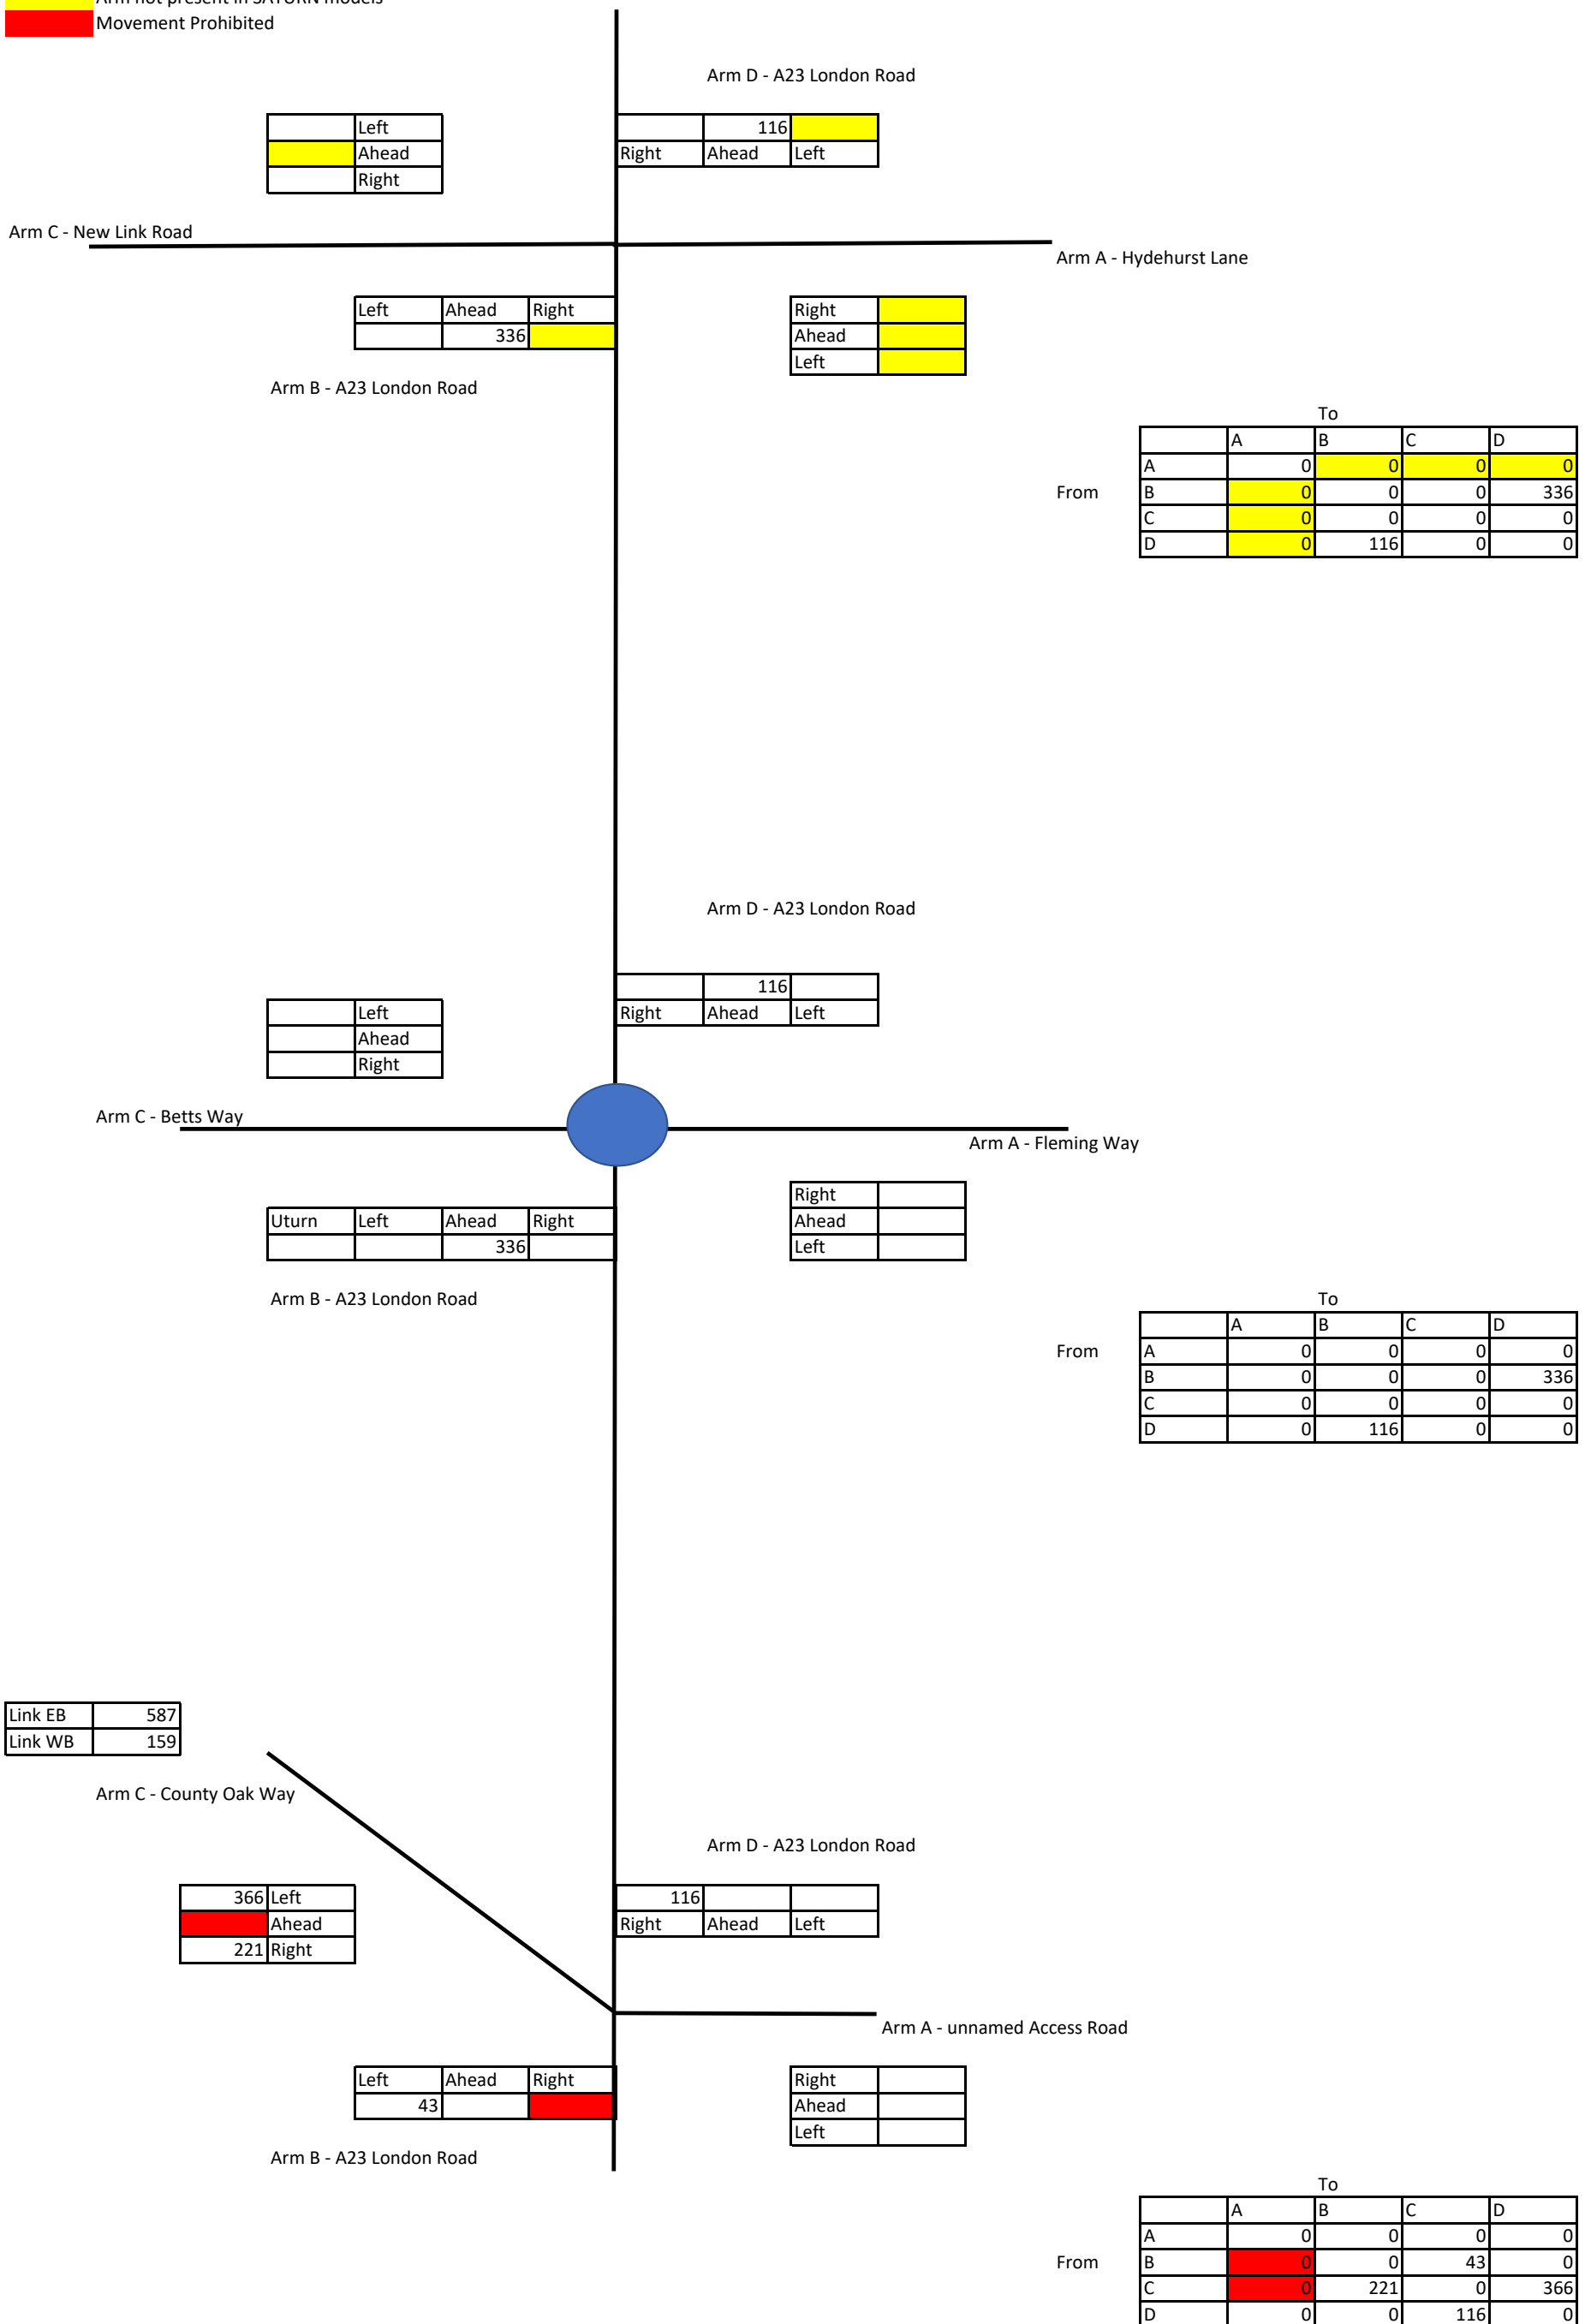 Arm not present in SATURN models
Movement Prohibited
Arm D - A23 London Road
Left
Ahead
Right
116
Right Ahead Left
Arm C - New Link Road
Arm A - Hydehurst Lane
Left Ahead Right
336
Right
Ahead
Left
Arm B - A23 London Road
To
A B C D
A 0 0 0 0
From B 0 0 0 336
C 0 0 0 0
D 0 116 0 0
Arm D - A23 London Road
116
Right Ahead Left
Left
Ahead
Right
Arm C - Betts Way
Arm A - Fleming Way
Right
Ahead
Left
Uturn Left Ahead Right
336
Arm B - A23 London Road
To
A B C D
From A 0 0 0 0
B 0 0 0 336
C 0 0 0 0
D 0 116 0 0
Link EB 587
Link WB 159
Arm C - County Oak Way
Arm D - A23 London Road
366 Left
Ahead
221 Right
116
Right Ahead Left
Arm A - unnamed Access Road
Left Ahead Right
43
Right
Ahead
Left
Arm B - A23 London Road
To
A B C D
A 0 0 0 0
From B 0 0 43 0
C 0 221 0 366
D 0 0 116 0